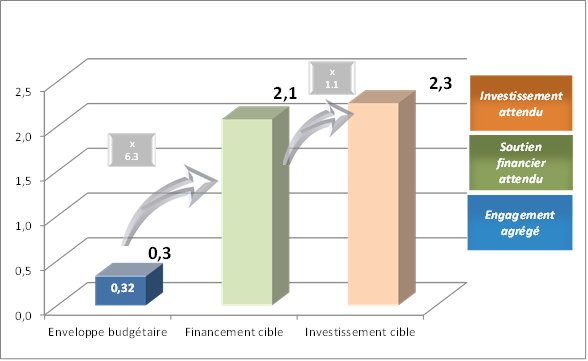 2,5
2,0
1,5
1,0
0,5
0,0
x
6.3
x
1.1
0,3
2,1
2,3
0,32
Enveloppe budgétaire
Financement cible
Investissement cible
Investissement
attendu
Soutien
financier
attendu
Engagement
agrégé